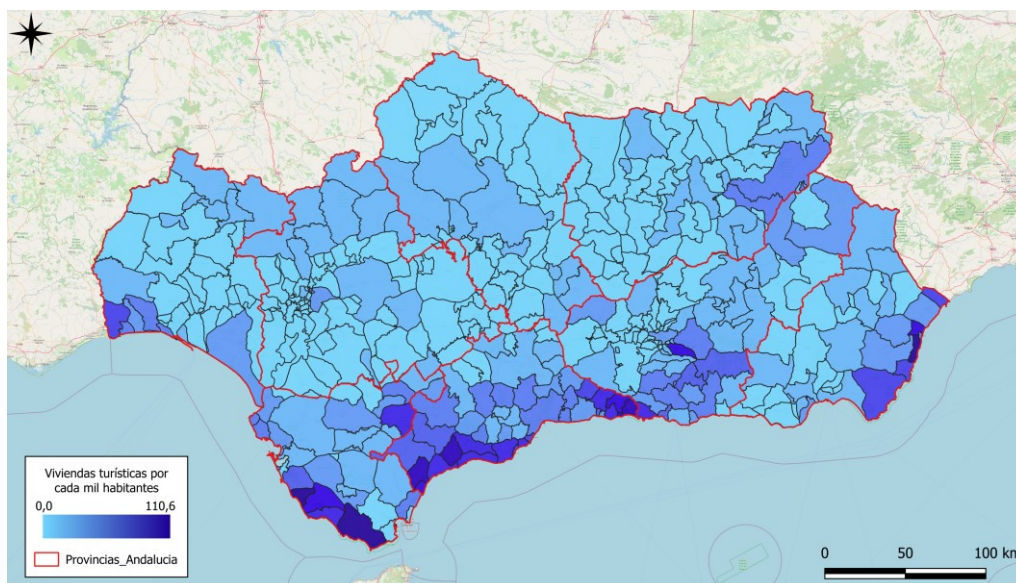 Viviendas turísticas por
cada mil habitantes
0,0 110,6
Provincias_Andalucia
0 50 100 km